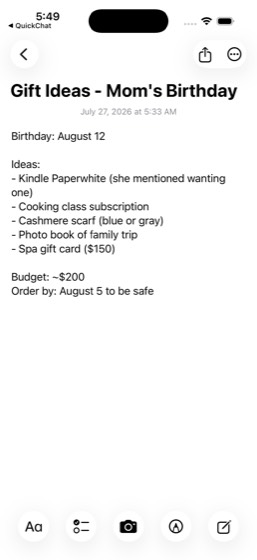 5:49
◀ QuickChat
Gift Ideas - Mom's Birthday
July 27, 2026 at 5:33 AM
Birthday: August 12
Ideas:
- Kindle Paperwhite (she mentioned wanting
one)
- Cooking class subscription
- Cashmere scarf (blue or gray)
- Photo book of family trip
- Spa gift card ($150)
Budget: ~$200
Order by: August 5 to be safe
Aa